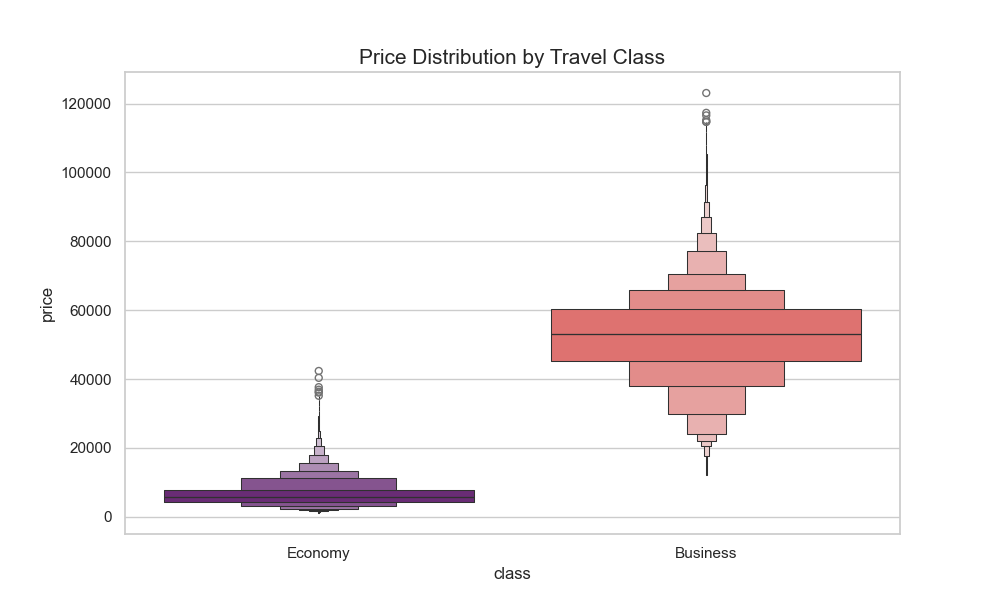 Price Distribution by Travel Class
120000
100000
80000
60000
40000
20000
0
price
Economy
Business
class